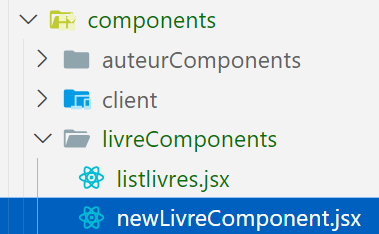 components
auteurComponents
client
livreComponents
listlivres.jsx
newLivreComponent.jsx